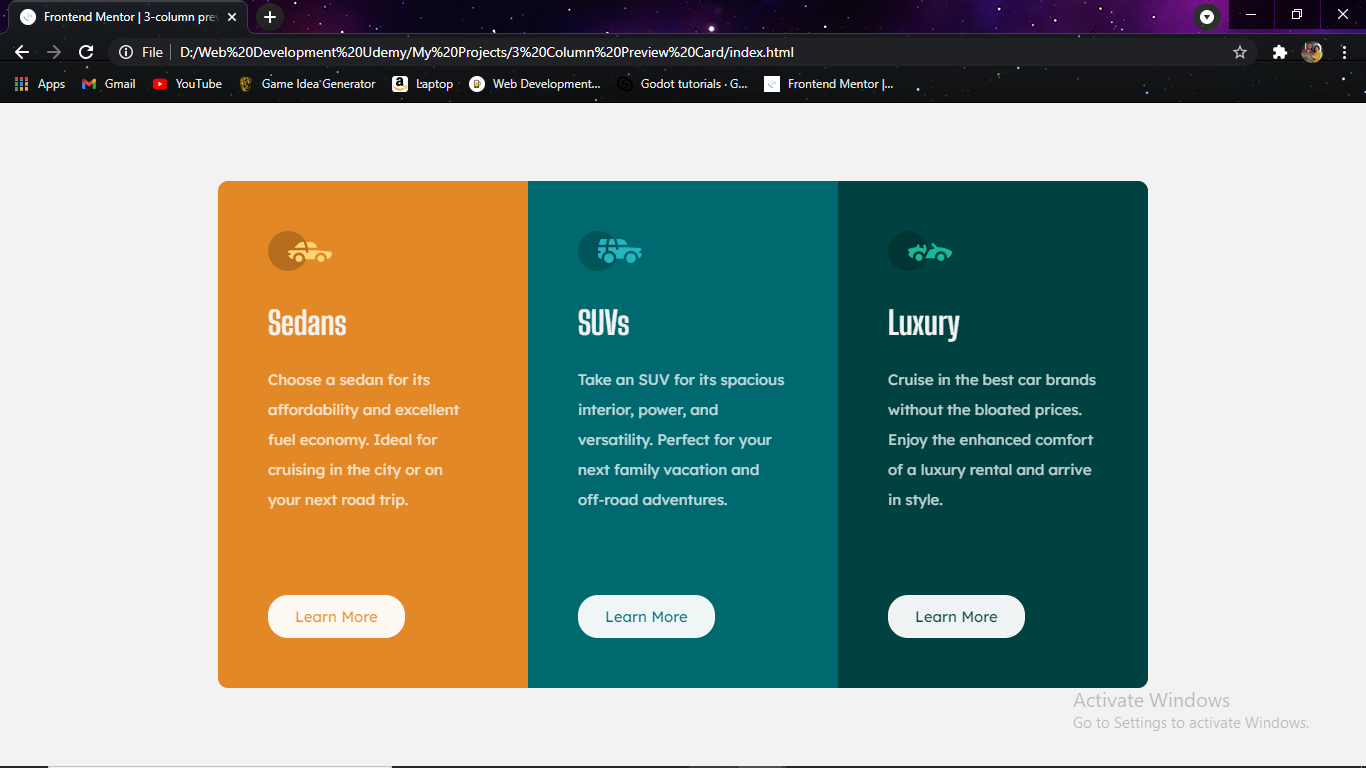 Frontend Mentor | 3-column prev
File
D:/Web%20Development%20Udemy/My%20Projects/3%20Column%20Preview%20Card/index.html
Apps
Gmail
YouTube
Game Idea Generator
Laptop
Web Development...
Godot tutorials · G...
Frontend Mentor |...
Sedans
Choose a sedan for its
affordability and excellent
fuel economy. Ideal for
cruising in the city or on
your next road trip.
Learn More
SUVs
Take an SUV for its spacious
interior, power, and
versatility. Perfect for your
next family vacation and
off-road adventures.
Learn More
Luxury
Cruise in the best car brands
without the bloated prices.
Enjoy the enhanced comfort
of a luxury rental and arrive
in style.
Learn More
Activate Windows
Go to Settings to activate Windows.